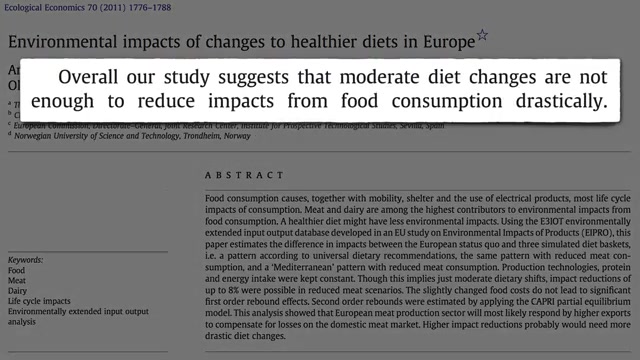 Ecological Economics 70 (2011) 1776–1788
Environmental impacts of changes to healthier diets in Europe☆
Overall our study suggests that moderate diet changes are not
enough to reduce impacts from food consumption drastically.
European Commission, Directorate-General, Joint Research Center, Institute for Prospective Technological Studies, Sevilla, Spain
d Norwegian University of Science and Technology, Trondheim, Norway
ABSTRACT
Food consumption causes, together with mobility, shelter and the use of electrical products, most life cycle
impacts of consumption. Meat and dairy are among the highest contributors to environmental impacts from
food consumption. A healthier diet might have less environmental impacts. Using the E3IOT environmentally
extended input output database developed in an EU study on Environmental Impacts of Products (EIPRO), this
paper estimates the difference in impacts between the European status quo and three simulated diet baskets,
i.e. a pattern according to universal dietary recommendations, the same pattern with reduced meat con-
sumption, and a 'Mediterranean' pattern with reduced meat consumption. Production technologies, protein
and energy intake were kept constant. Though this implies just moderate dietary shifts, impact reductions of
up to 8% were possible in reduced meat scenarios. The slightly changed food costs do not lead to significant
first order rebound effects. Second order rebounds were estimated by applying the CAPRI partial equilibrium
model. This analysis showed that European meat production sector will most likely respond by higher exports
to compensate for losses on the domestic meat market. Higher impact reductions probably would need more
drastic diet changes.
Keywords:
Food
Meat
Dairy
Life cycle impacts
Environmentally extended input output
analysis